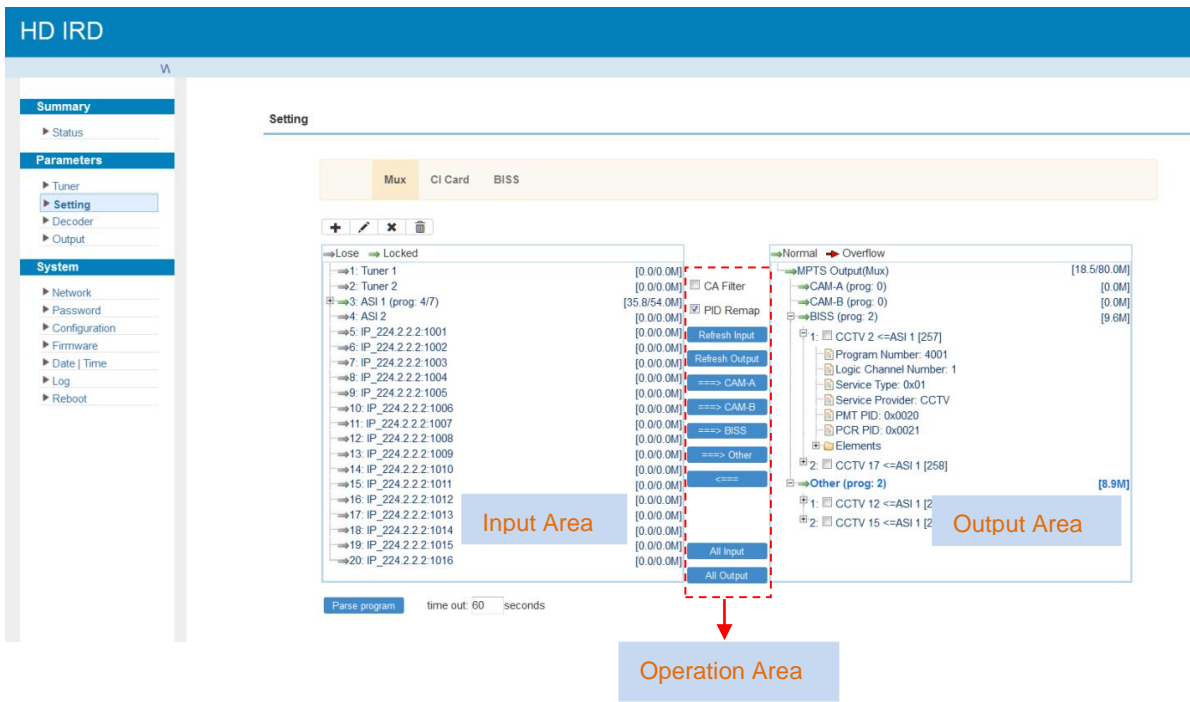 HD IRD
Summary
Status
Parameters
Tuner
Setting
Decoder
Output
System
Network
Password
Configuration
Firmware
Date | Time
Log
Reboot
Setting
Mux CI Card BISS
Lose Locked
1: Tuner 1 [0.0/0.0M]
2: Tuner 2 [0.0/0.0M]
3: ASI 1 (prog: 4/7) [35.8/54.0M]
4: ASI 2 [0.0/0.0M]
5: IP_224.2.2.2:1001 [0.0/0.0M]
6: IP_224.2.2.2:1002 [0.0/0.0M]
7: IP_224.2.2.2:1003 [0.0/0.0M]
8: IP_224.2.2.2:1004 [0.0/0.0M]
9: IP_224.2.2.2:1005 [0.0/0.0M]
10: IP_224.2.2.2:1006 [0.0/0.0M]
11: IP_224.2.2.2:1007 [0.0/0.0M]
12: IP_224.2.2.2:1008 [0.0/0.0M]
13: IP_224.2.2.2:1009 [0.0/0.0M]
14: IP_224.2.2.2:1010 [0.0/0.0M]
15: IP_224.2.2.2:1011 [0.0/0.0M]
16: IP_224.2.2.2:1012 [0.0/0.0M]
17: IP_224.2.2.2:1013 [0.0/0.0M]
18: IP_224.2.2.2:1014 [0.0/0.0M]
19: IP_224.2.2.2:1015 [0.0/0.0M]
20: IP_224.2.2.2:1016 [0.0/0.0M]
Input Area
CA Filter
PID Remap
Refresh Input
Refresh Output
===> CAM-A
===> CAM-B
===> BISS
===> Other
<===
All Input
All Output
Normal Overflow
MPTS Output(Mux) [18.5/80.0M]
CAM-A (prog: 0) [0.0M]
CAM-B (prog: 0) [0.0M]
BISS (prog: 2) [9.6M]
1: CCTV 2 <=ASI 1 [257]
Program Number: 4001
Logic Channel Number: 1
Service Type: 0x01
Service Provider: CCTV
PMT PID: 0x0020
PCR PID: 0x0021
Elements
2: CCTV 17 <=ASI 1 [258]
Other (prog: 2) [8.9M]
1: CCTV 12 <=ASI 1 [2
2: CCTV 15 <=ASI 1 [2
Output Area
Parse program time out: 60 seconds
Operation Area